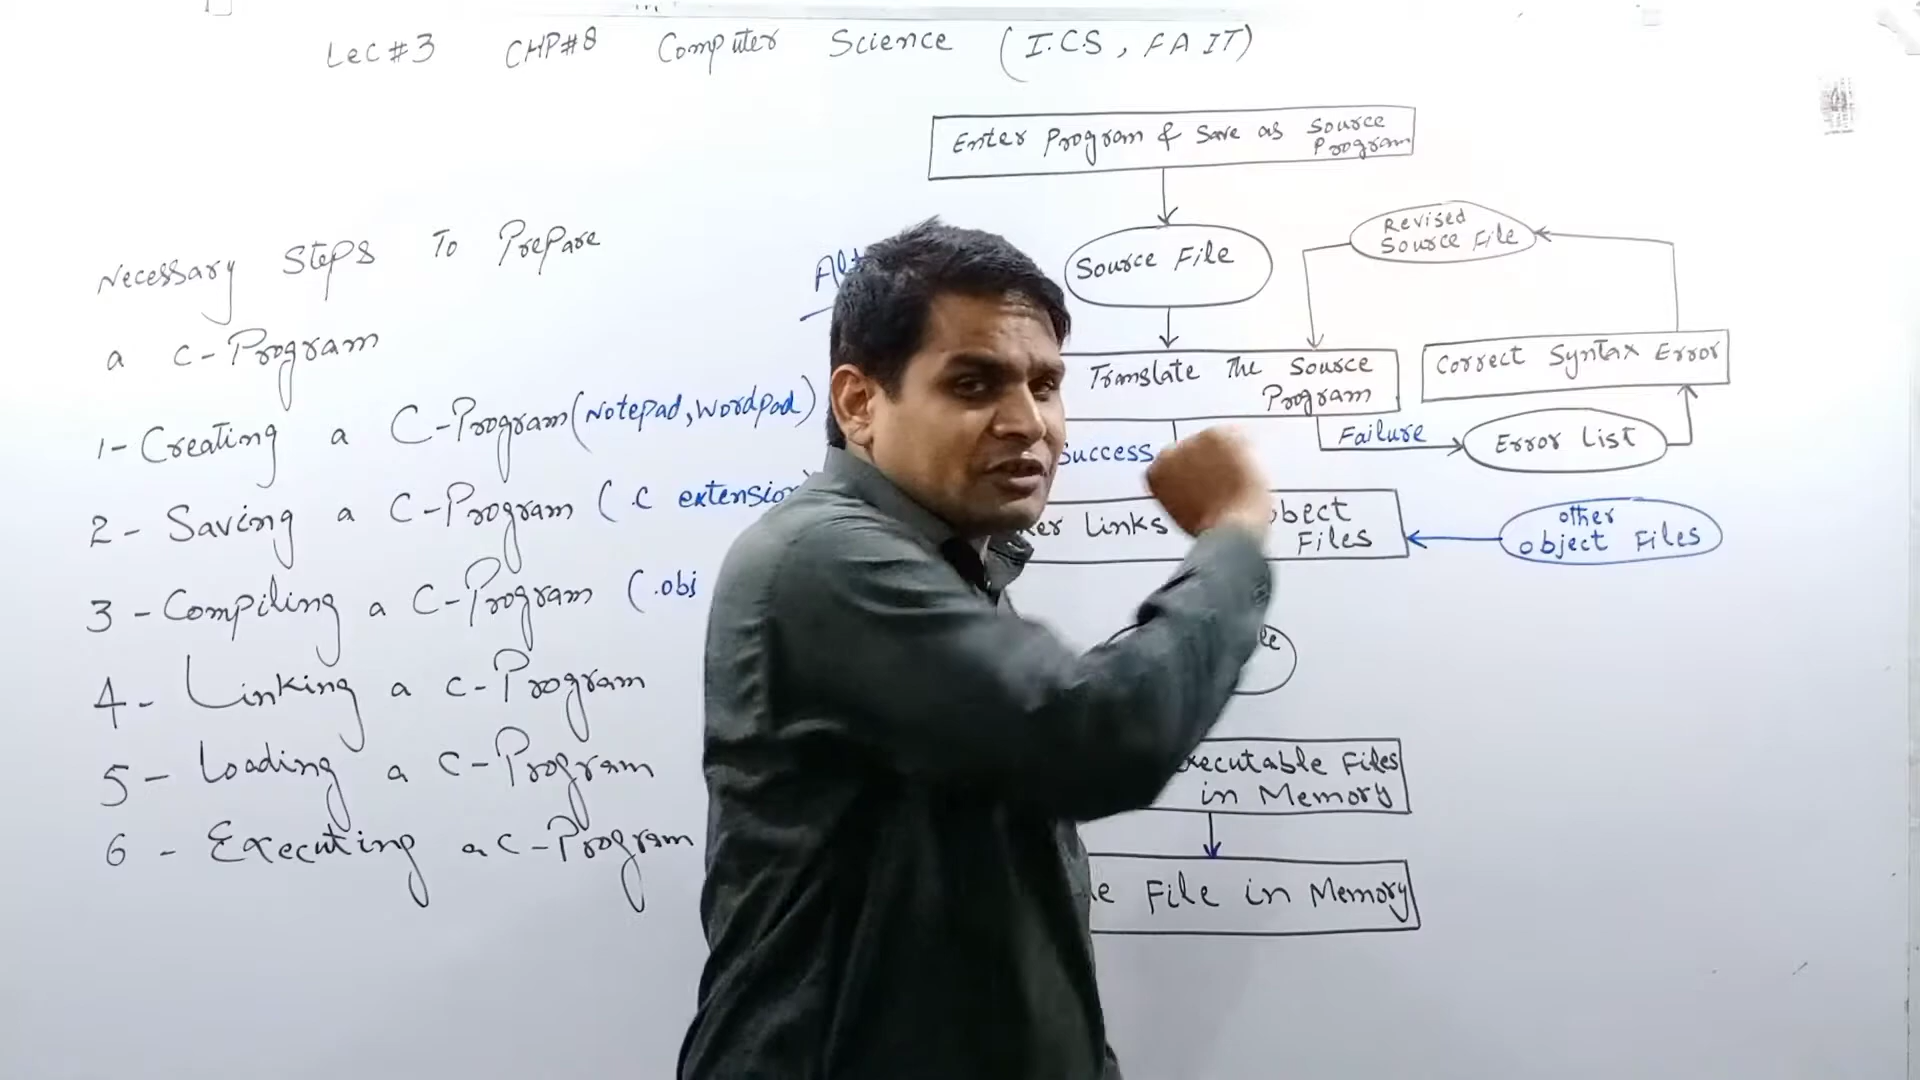 Lec#3 CHP#8 Computer Science (I.C.S, FA IT)
Necessary Steps To Prepare
a C-Program
1- Creating a C-Program (Notepad, Wordpad)
2 - Saving a C-Program (.C extension
3 - Compiling a C-Program (.obj
4 - Linking a C-Program
5 - Loading a C-Program
6 - Executing a C-Program
Enter Program & Save as Source
Program
Source File
Revised
Source File
Translate The Source
Program
Correct Syntax Error
Success
Failure
Error List
Links
Files
other
object Files
Files
in Memory
File in Memory